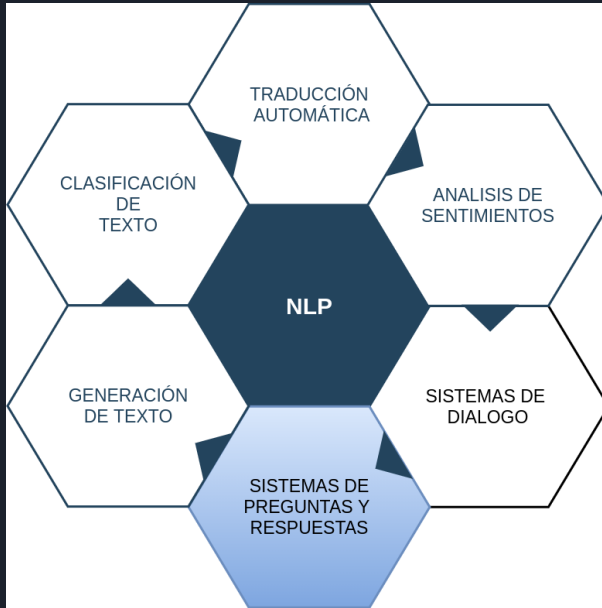 TRADUCCIÓN
AUTOMÁTICA
CLASIFICACIÓN
DE
TEXTO
ANALISIS DE
SENTIMIENTOS
NLP
GENERACIÓN
DE TEXTO
SISTEMAS DE
DIALOGO
SISTEMAS DE
PREGUNTAS Y
RESPUESTAS